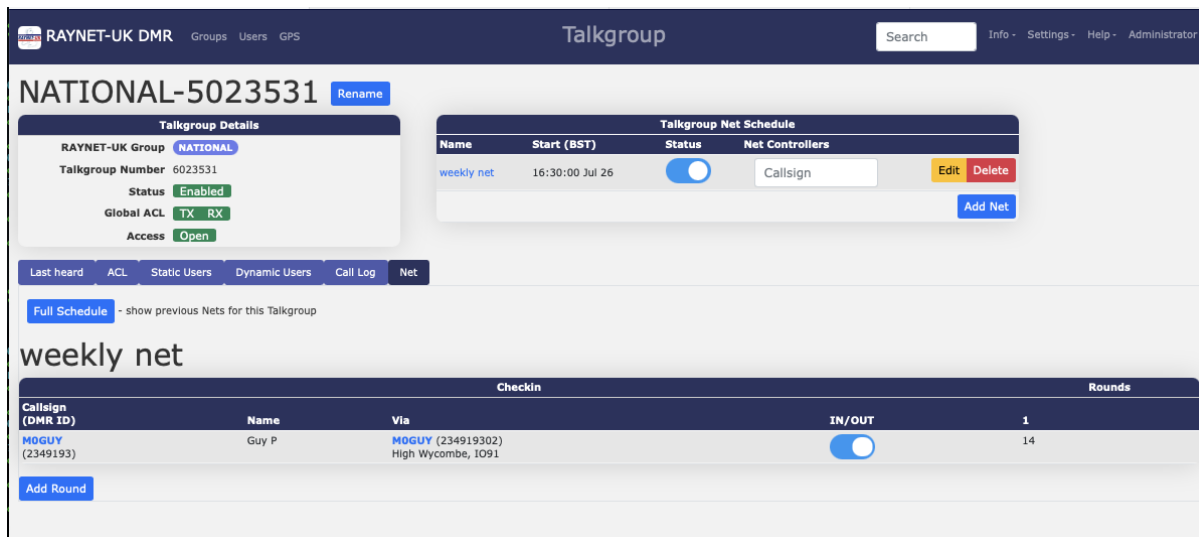 RAYNET-UK DMR Groups Users GPS Talkgroup Search Info - Settings - Help - Administrator
NATIONAL-5023531 Rename
Talkgroup Details
RAYNET-UK Group NATIONAL
Talkgroup Number 6023531
Status Enabled
Global ACL TX RX
Access Open
Talkgroup Net Schedule
Name Start (BST) Status Net Controllers
weekly net 16:30:00 Jul 26 Callsign Edit Delete
Add Net
Last heard ACL Static Users Dynamic Users Call Log Net
Full Schedule - show previous Nets for this Talkgroup
weekly net
Checkin Rounds
Callsign
(DMR ID) Name Via IN/OUT 1
M0GUY Guy P M0GUY (234919302) 14
(2349193) High Wycombe, IO91
Add Round